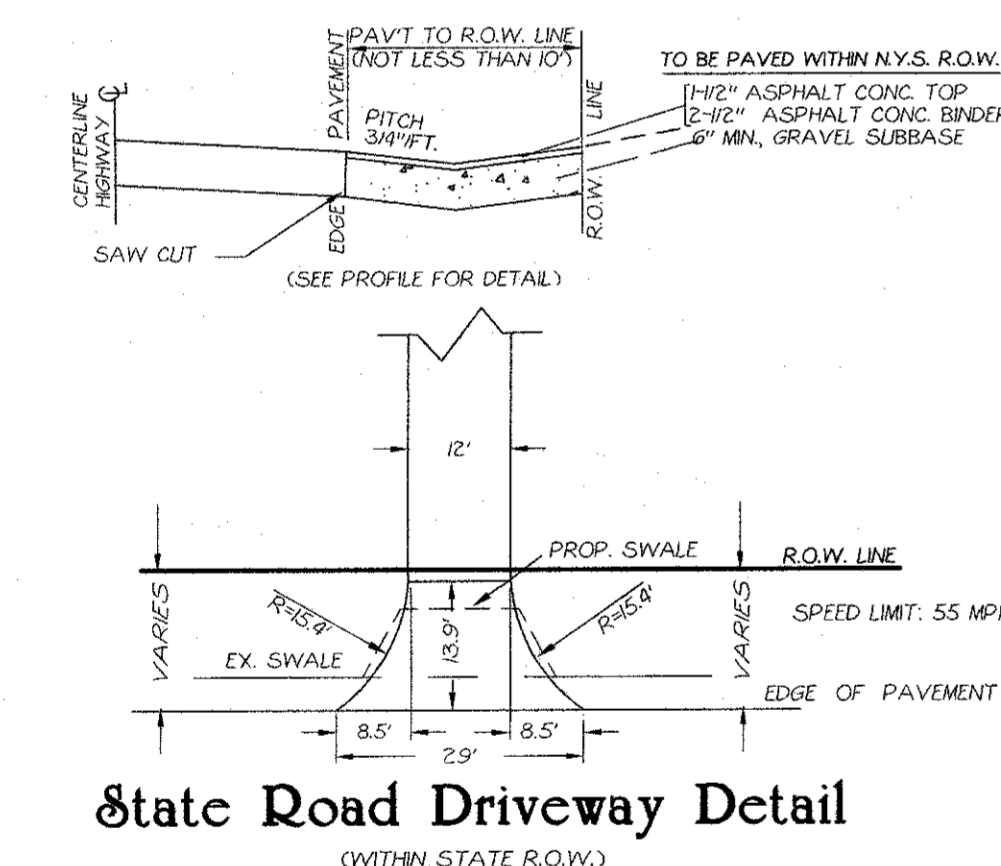 PAV'T TO R.O.W. LINE
(NOT LESS THAN 10')
TO BE PAVED WITHIN N.Y.S. R.O.W.
1-1/2" ASPHALT CONC. TOP
2-1/2" ASPHALT CONC. BINDER
6" MIN., GRAVEL SUBBASE
CENTERLINE
HIGHWAY ℄
EDGE PAVEMENT
PITCH
3/4"/FT.
R.O.W. LINE
SAW CUT
(SEE PROFILE FOR DETAIL)
12'
PROP. SWALE
R.O.W. LINE
VARIES
R=15.4'
13.9'
R=15.4'
VARIES
SPEED LIMIT: 55 MPH
EX. SWALE
EDGE OF PAVEMENT
8.5'
8.5'
29'
State Road Driveway Detail
(WITHIN STATE R.O.W.)